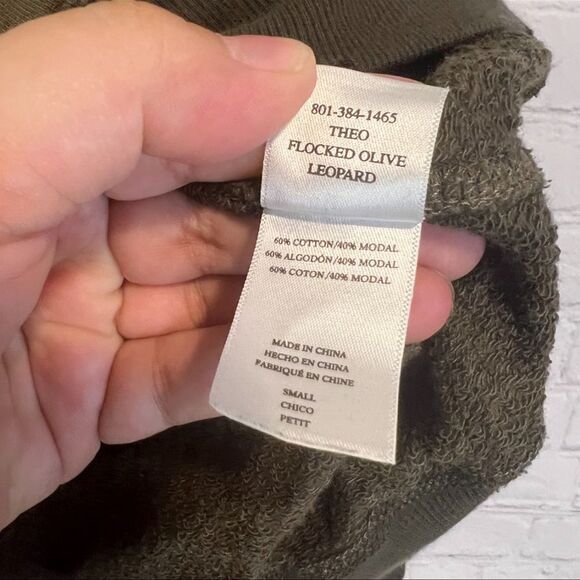 801-384-1465
THEO
FLOCKED OLIVE
LEOPARD
60% COTTON/40% MODAL
60% ALGODÓN/40% MODAL
60% COTON/40% MODAL
MADE IN CHINA
HECHO EN CHINA
FABRIQUÉ EN CHINE
SMALL
CHICO
PETIT